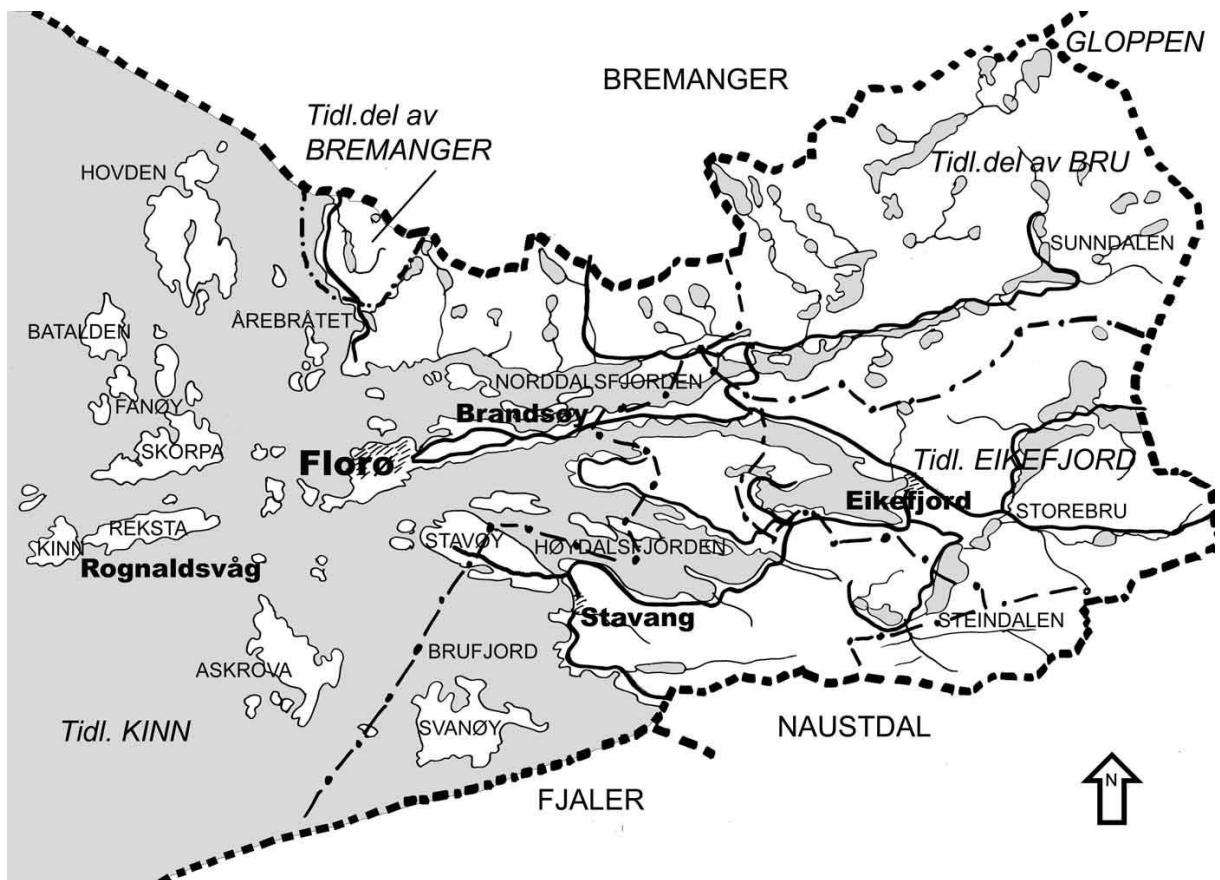 GLOPPEN
BREMANGER
Tidl.del av
BREMANGER
HOVDEN
Tidl.del av BRU
SUNNDALEN
ÅREBRÅTET
BATALDEN
NORDDALSFJORDEN
FANØY
Brandsøy
SKORPA
Florø
Tidl. EIKEFJORD
Eikefjord
STOREBRU
REKSTA
KINN
STAVØY
HØYDALSFJORDEN
Rognaldsvåg
Stavang
STEINDALEN
BRUFJORD
ASKROVA
Tidl. KINN
SVANØY
NAUSTDAL
FJALER
N